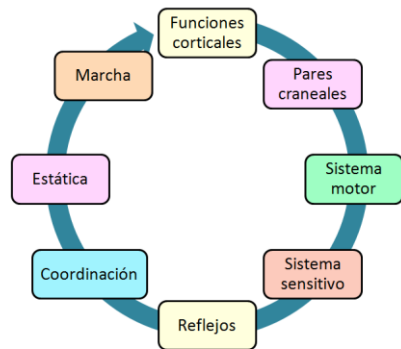 Funciones
corticales
Pares
craneales
Sistema
motor
Sistema
sensitivo
Reflejos
Coordinación
Estática
Marcha